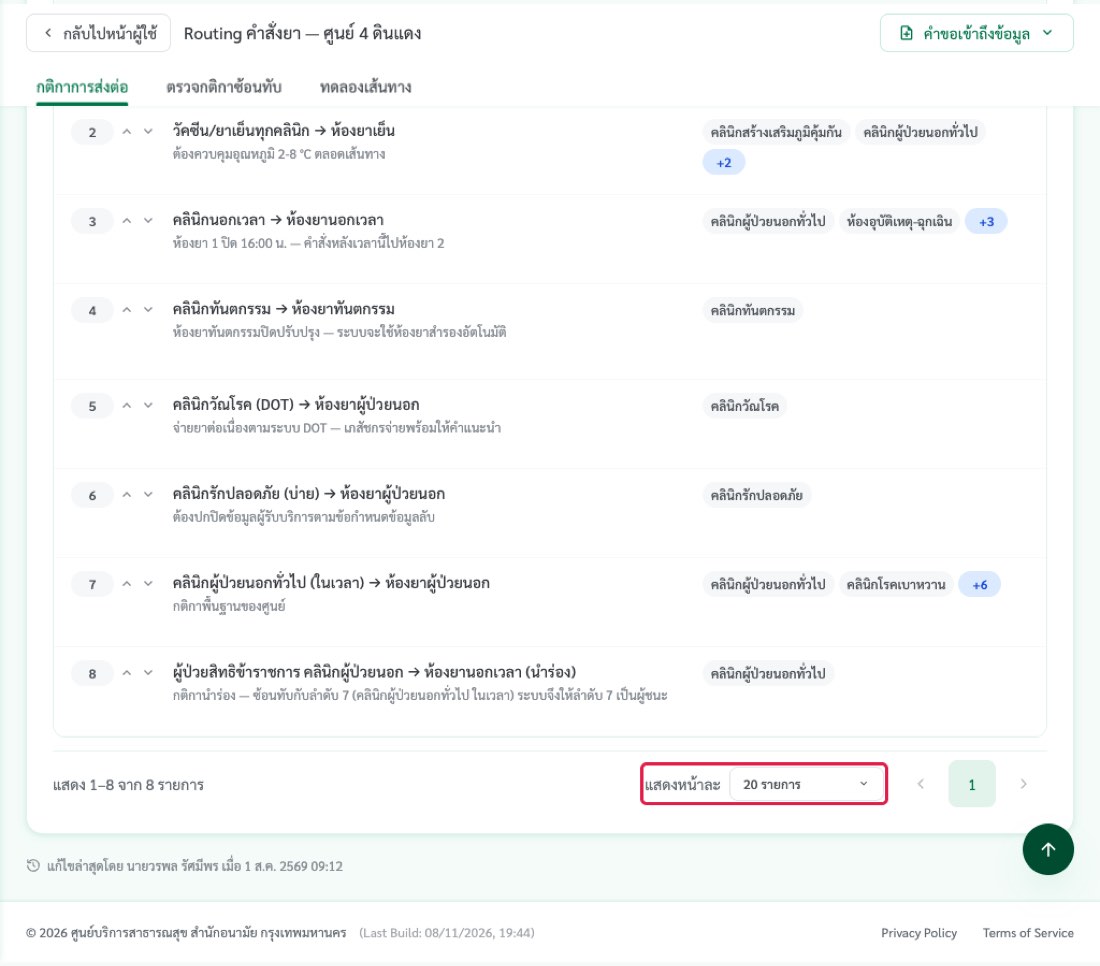 กลับไปหน้าผู้ใช้ Routing คำสั่งยา — ศูนย์ 4 ดินแดง คำขอเข้าถึงข้อมูล
กติกาการส่งต่อ ตรวจกติกาซ้อนทับ ทดลองเส้นทาง
2 วัคซีน/ยาเย็นทุกคลินิก → ห้องยาเย็น คลินิกสร้างเสริมภูมิคุ้มกัน คลินิกผู้ป่วยนอกทั่วไป
ต้องควบคุมอุณหภูมิ 2-8 °C ตลอดเส้นทาง +2
3 คลินิกนอกเวลา → ห้องยานอกเวลา คลินิกผู้ป่วยนอกทั่วไป ห้องอุบัติเหตุ-ฉุกเฉิน +3
ห้องยา 1 ปิด 16:00 น. — คำสั่งหลังเวลานี้ไปห้องยา 2
4 คลินิกทันตกรรม → ห้องยาทันตกรรม คลินิกทันตกรรม
ห้องยาทันตกรรมปิดปรับปรุง — ระบบจะใช้ห้องยาสำรองอัตโนมัติ
5 คลินิกวัณโรค (DOT) → ห้องยาผู้ป่วยนอก คลินิกวัณโรค
จ่ายยาต่อเนื่องตามระบบ DOT — เภสัชกรจ่ายพร้อมให้คำแนะนำ
6 คลินิกรักปลอดภัย (บ่าย) → ห้องยาผู้ป่วยนอก คลินิกรักปลอดภัย
ต้องปกปิดข้อมูลผู้รับบริการตามข้อกำหนดข้อมูลลับ
7 คลินิกผู้ป่วยนอกทั่วไป (ในเวลา) → ห้องยาผู้ป่วยนอก คลินิกผู้ป่วยนอกทั่วไป คลินิกโรคเบาหวาน +6
กติกาพื้นฐานของศูนย์
8 ผู้ป่วยสิทธิข้าราชการ คลินิกผู้ป่วยนอก → ห้องยานอกเวลา (นำร่อง) คลินิกผู้ป่วยนอกทั่วไป
กติกานำร่อง — ซ้อนทับกับลำดับ 7 (คลินิกผู้ป่วยนอกทั่วไป ในเวลา) ระบบจึงให้ลำดับ 7 เป็นผู้ชนะ
แสดง 1–8 จาก 8 รายการ แสดงหน้าละ 20 รายการ 1
แก้ไขล่าสุดโดย นายวรพล รัศมีพร เมื่อ 1 ส.ค. 2569 09:12
© 2026 ศูนย์บริการสาธารณสุข สำนักอนามัย กรุงเทพมหานคร (Last Build: 08/11/2026, 19:44) Privacy Policy Terms of Service